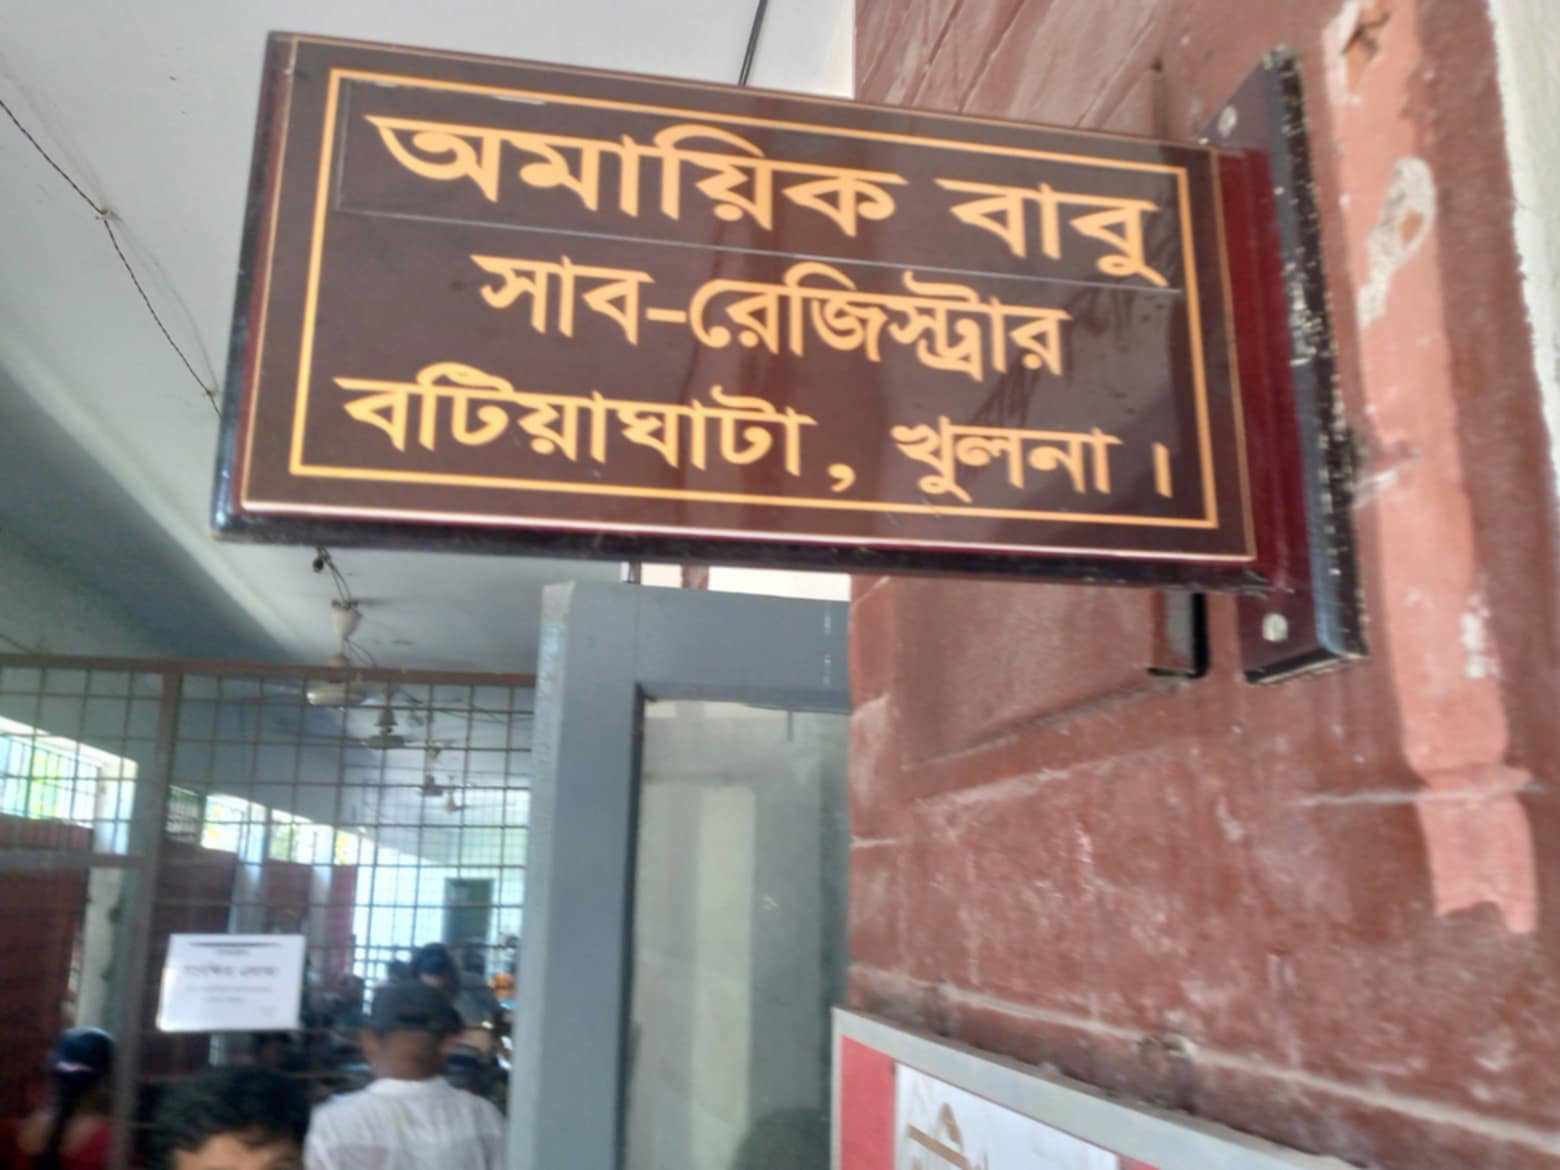 অমায়িক বাবু
সাব-রেজিস্ট্রার
বটিয়াঘাটা, খুলনা।